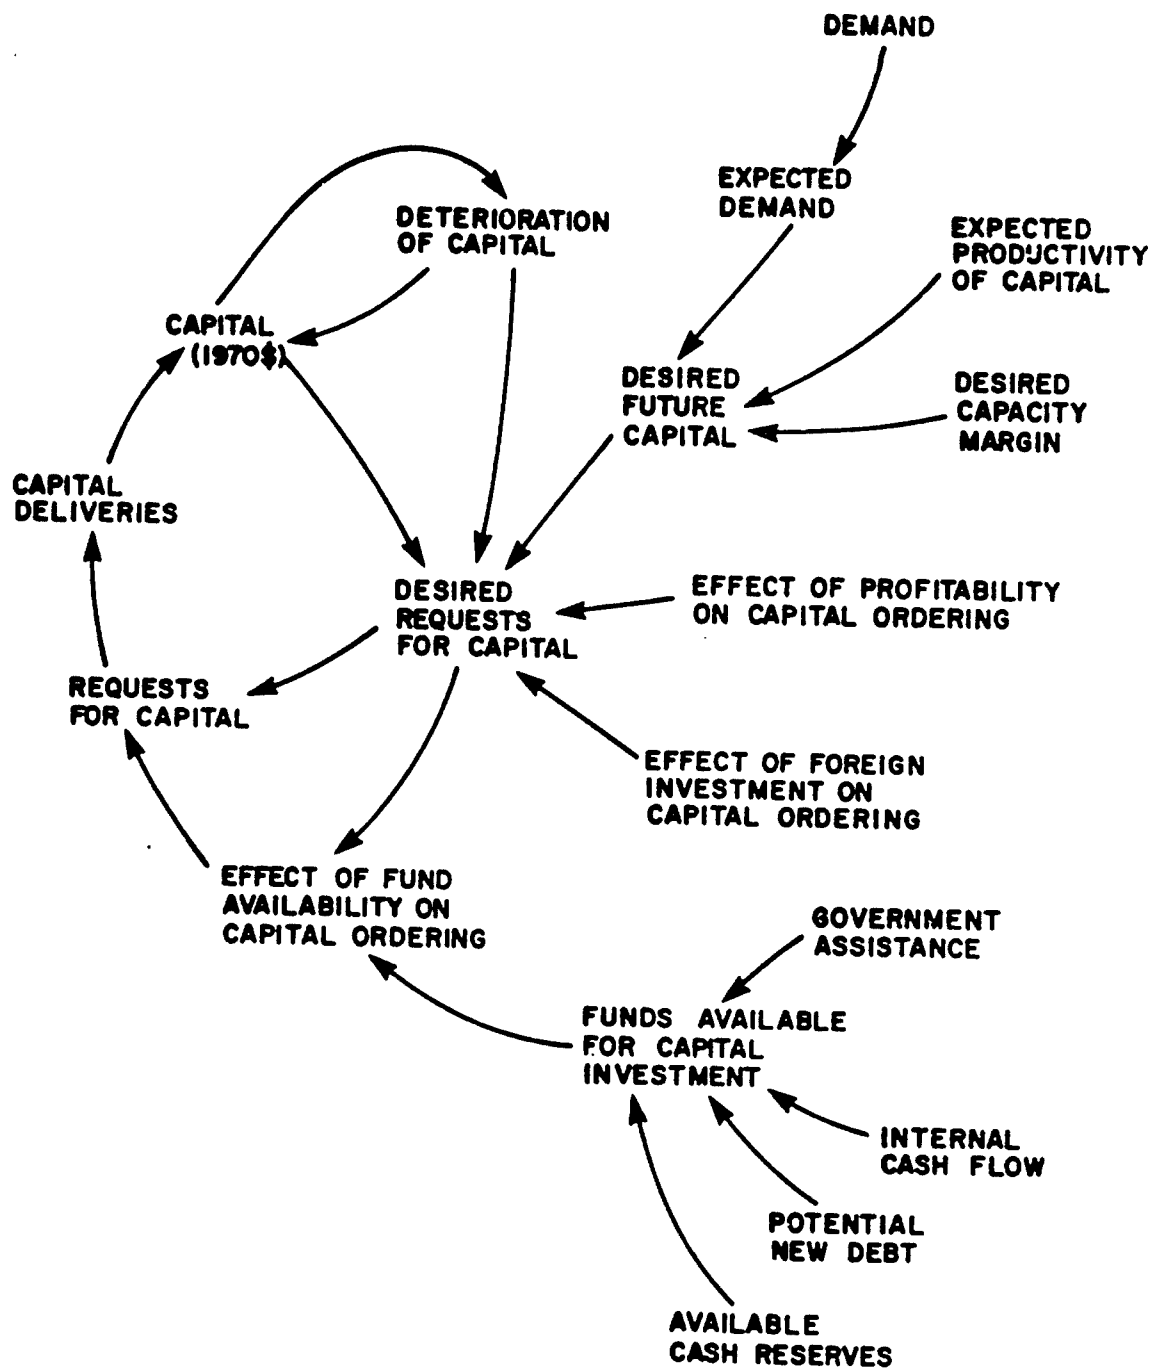 DEMAND
EXPECTED
DEMAND
DETERIORATION
OF CAPITAL
EXPECTED
PRODUCTIVITY
OF CAPITAL
CAPITAL
(1970$)
DESIRED
FUTURE
CAPITAL
DESIRED
CAPACITY
MARGIN
CAPITAL
DELIVERIES
DESIRED
REQUESTS
FOR CAPITAL
EFFECT OF PROFITABILITY
ON CAPITAL ORDERING
REQUESTS
FOR CAPITAL
EFFECT OF FOREIGN
INVESTMENT ON
CAPITAL ORDERING
EFFECT OF FUND
AVAILABILITY ON
CAPITAL ORDERING
GOVERNMENT
ASSISTANCE
FUNDS AVAILABLE
FOR CAPITAL
INVESTMENT
INTERNAL
CASH FLOW
POTENTIAL
NEW DEBT
AVAILABLE
CASH RESERVES